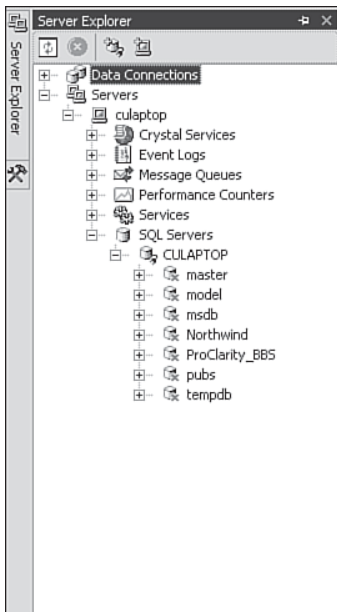 Server Explorer
Server Explorer
Data Connections
Servers
culaptop
Crystal Services
Event Logs
Message Queues
Performance Counters
Services
SQL Servers
CULAPTOP
master
model
msdb
Northwind
ProClarity_BBS
pubs
tempdb